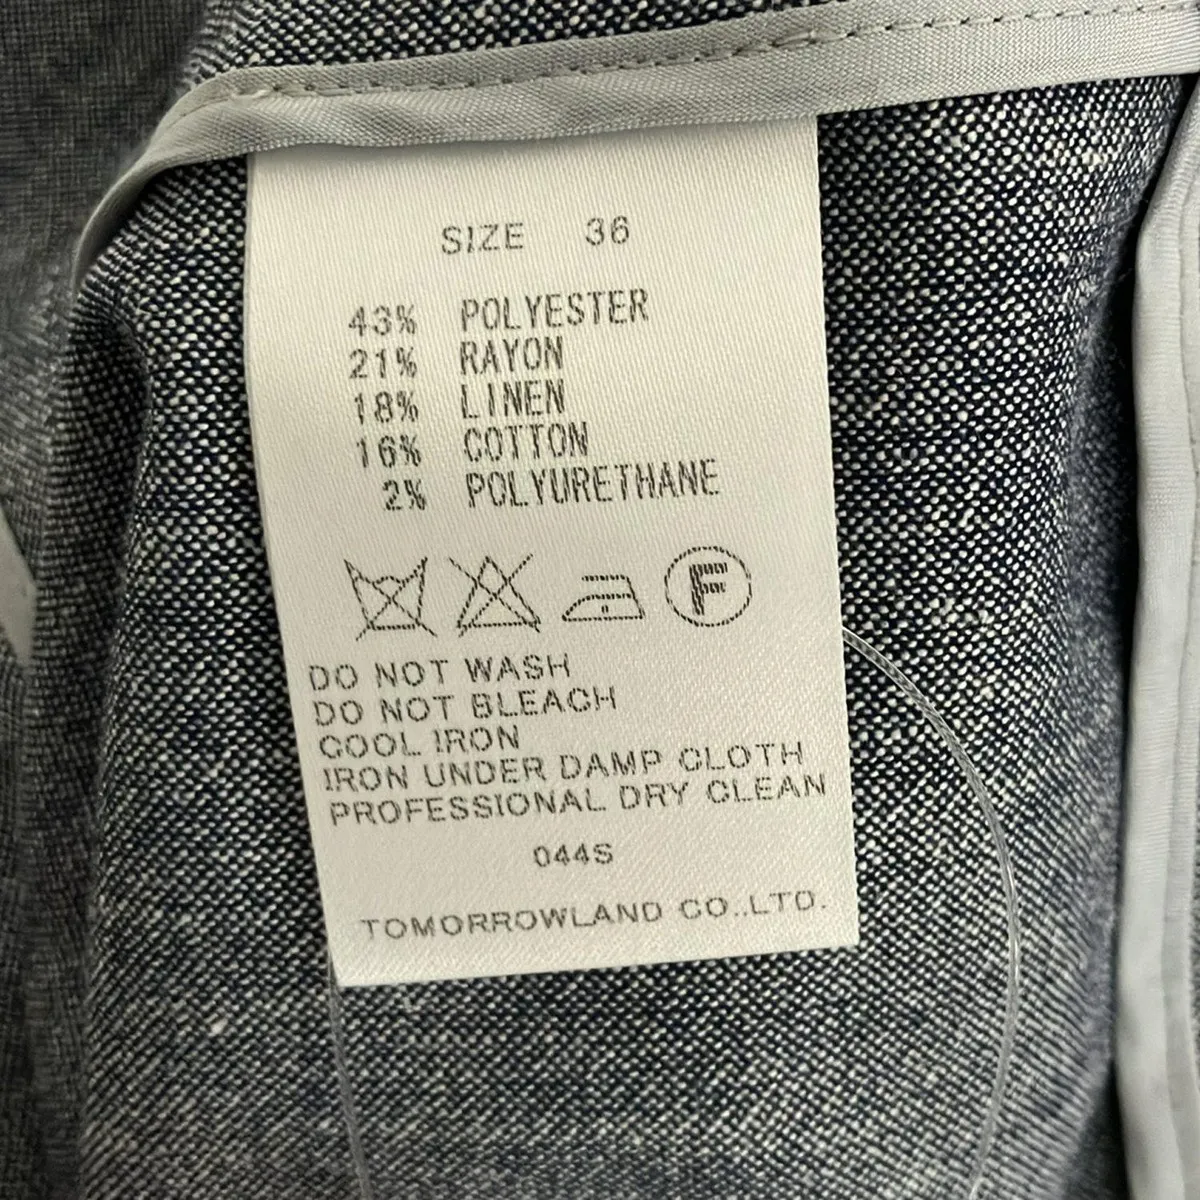 SIZE 36
43% POLYESTER
21% RAYON
18% LINEN
16% COTTON
2% POLYURETHANE
F
DO NOT WASH
DO NOT BLEACH
COOL IRON
IRON UNDER DAMP CLOTH
PROFESSIONAL DRY CLEAN
044S
TOMORROWLAND CO.,LTD.